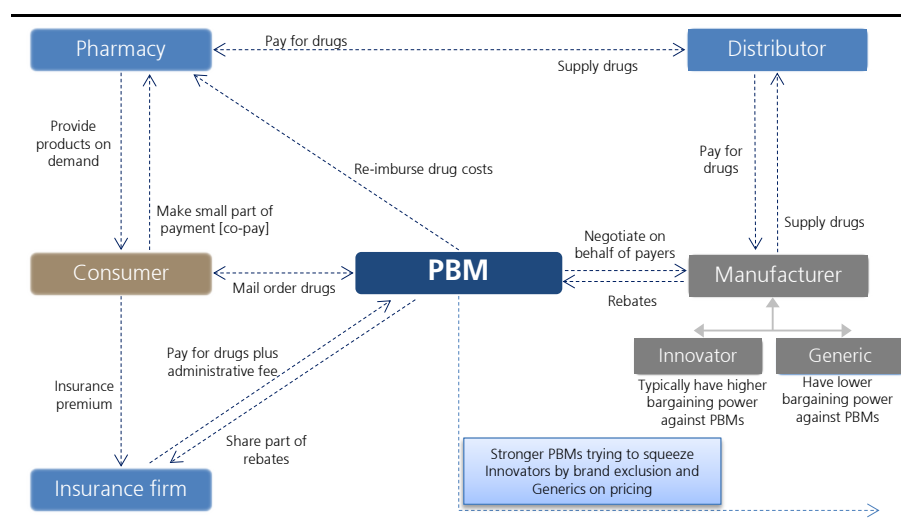 Pharmacy
Pay for drugs
Supply drugs
Distributor
Provide
products on
demand
Make small part of
payment [co-pay]
Re-imburse drug costs
Pay for
drugs
Supply drugs
Consumer
Mail order drugs
PBM
Negotiate on
behalf of payers
Rebates
Manufacturer
Innovator
Typically have higher
bargaining power
against PBMs
Generic
Have lower
bargaining power
against PBMs
Insurance
premium
Pay for drugs plus
administrative fee
Share part of
rebates
Insurance firm
Stronger PBMs trying to squeeze
Innovators by brand exclusion and
Generics on pricing